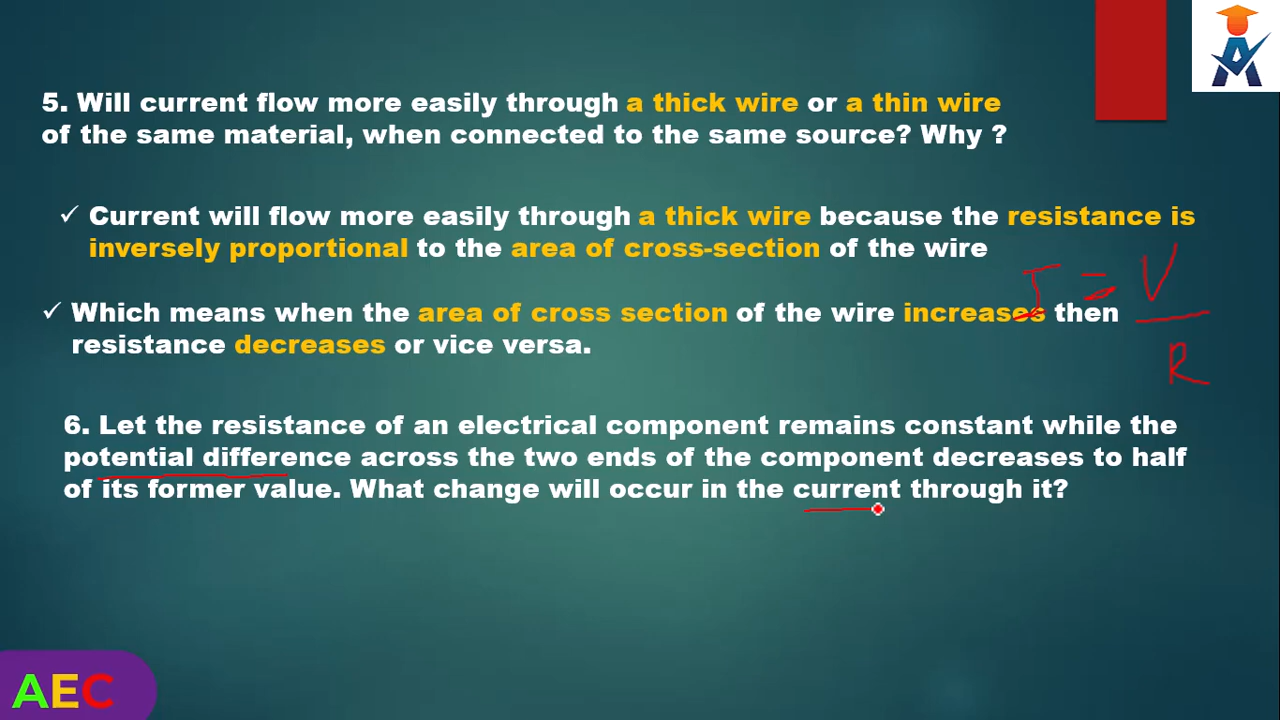 5. Will current flow more easily through a thick wire or a thin wire
of the same material, when connected to the same source? Why ?
✓ Current will flow more easily through a thick wire because the resistance is
inversely proportional to the area of cross-section of the wire
I = V
R
✓ Which means when the area of cross section of the wire increases then
resistance decreases or vice versa.
6. Let the resistance of an electrical component remains constant while the
potential difference across the two ends of the component decreases to half
of its former value. What change will occur in the current through it?
AEC